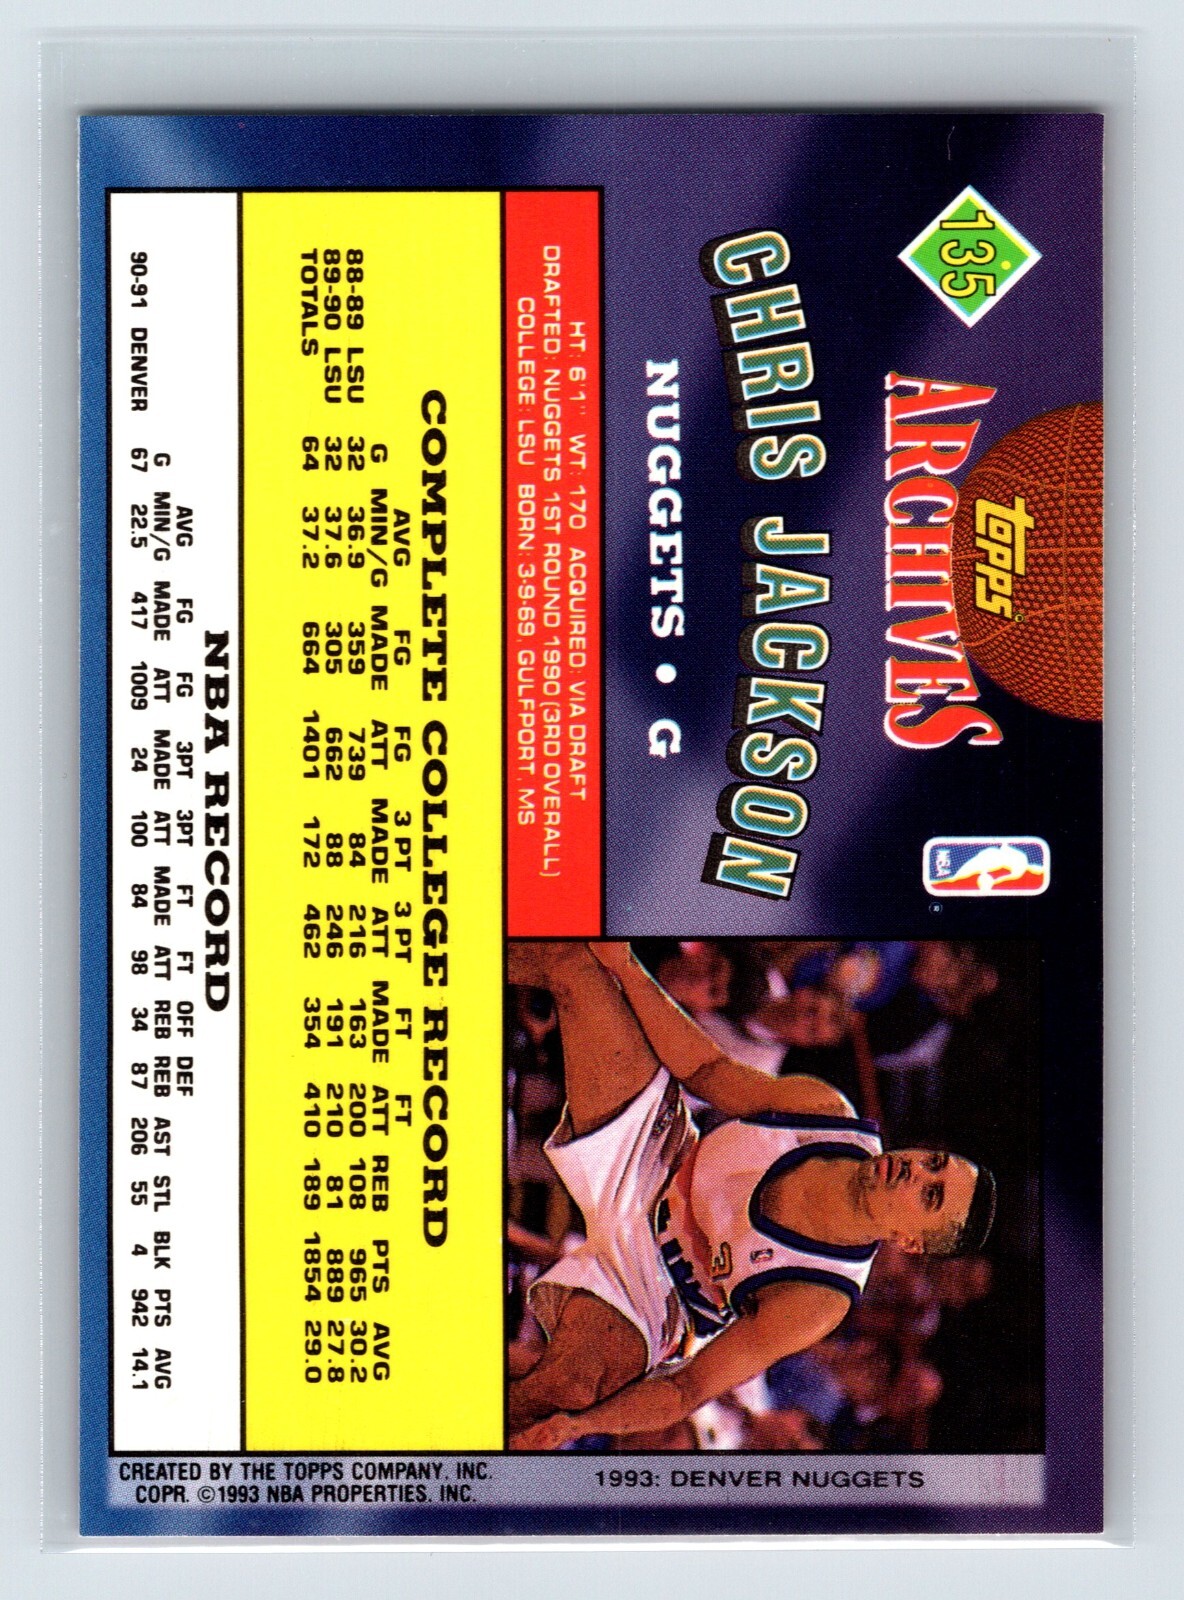 135
TOPPS
ARCHIVES
NBA
®
CHRIS JACKSON
NUGGETS • G
HT: 6'1" WT: 170 ACQUIRED: VIA DRAFT
DRAFTED: NUGGETS 1ST ROUND 1990 (3RD OVERALL)
COLLEGE: LSU BORN: 3-9-69, GULFPORT, MS
COMPLETE COLLEGE RECORD
AVG FG FG 3 PT 3 PT FT FT
G MIN/G MADE ATT MADE ATT MADE ATT REB PTS AVG
88-89 LSU 32 36.9 359 739 84 216 163 200 108 965 30.2
89-90 LSU 32 37.6 305 662 88 246 191 210 81 889 27.8
TOTALS 64 37.2 664 1401 172 462 354 410 189 1854 29.0
NBA RECORD
AVG FG FG 3PT 3PT FT FT OFF DEF
G MIN/G MADE ATT MADE ATT MADE ATT REB REB AST STL BLK PTS AVG
90-91 DENVER 67 22.5 417 1009 24 100 84 98 34 87 206 55 4 942 14.1
3
1993: DENVER NUGGETS
CREATED BY THE TOPPS COMPANY, INC.
COPR. ©1993 NBA PROPERTIES, INC.